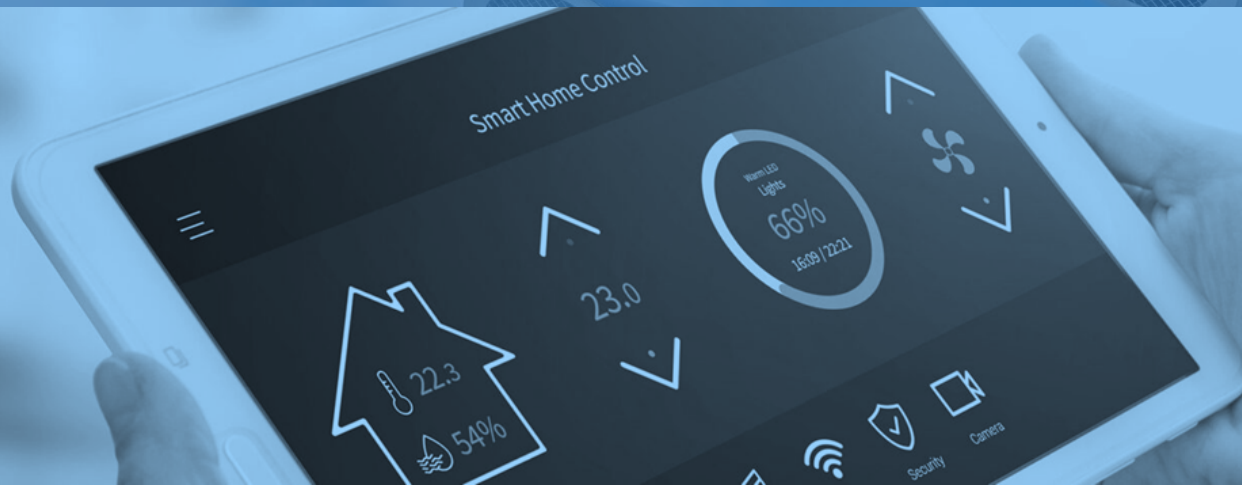 Smart Home Control
22.3
54%
23.0
Warm LED
Lights
66%
16:09 | 22:21
Security
Camera